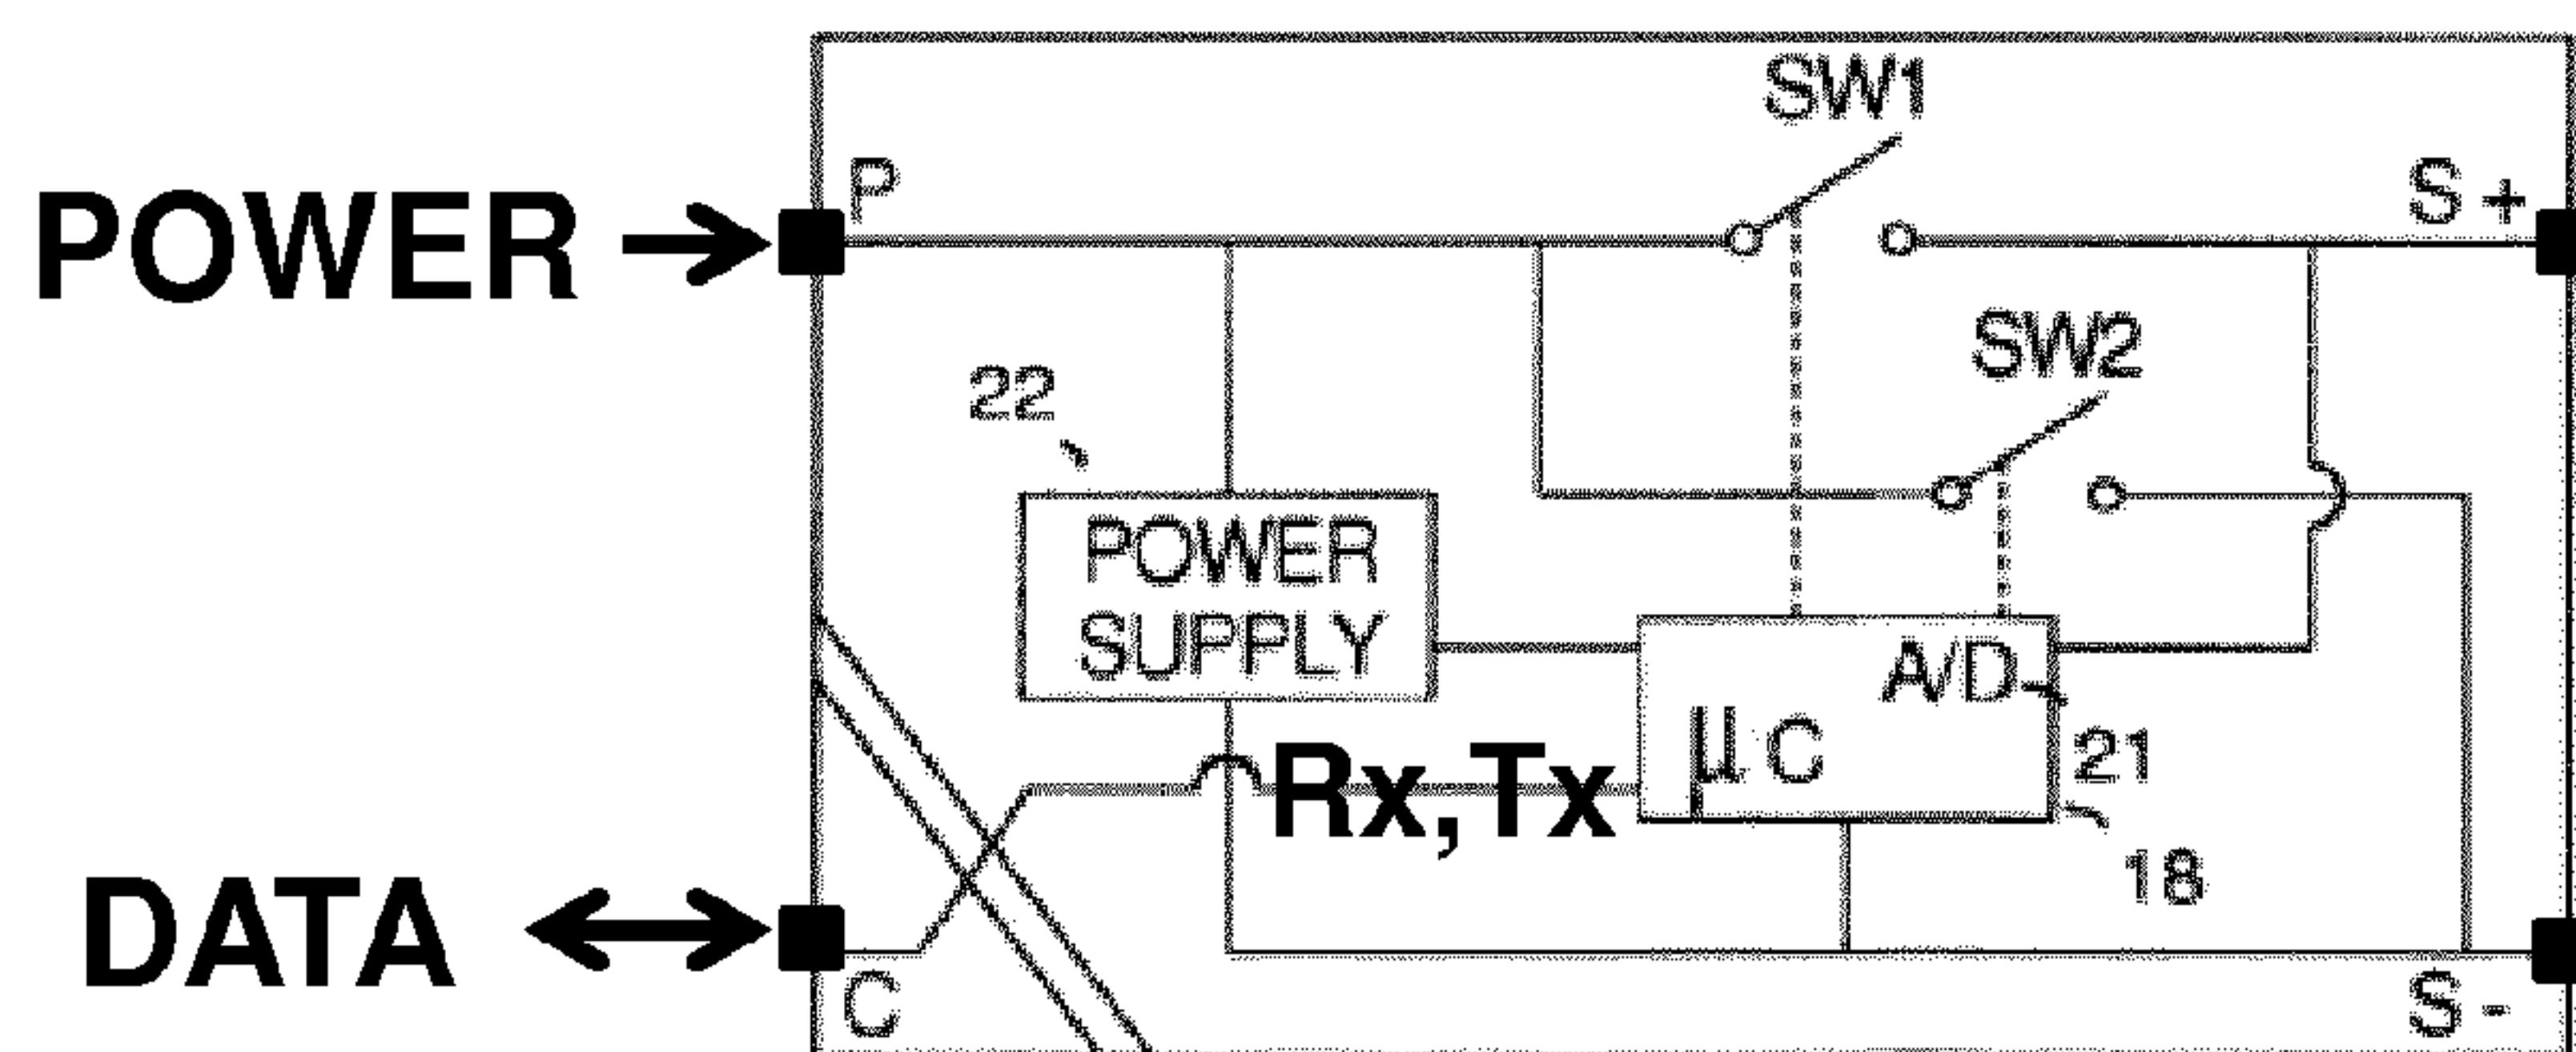 SW1
P
S +
POWER
SW2
22
POWER
SUPPLY
A/D
μC
Rx,Tx
21
18
DATA
C
S -